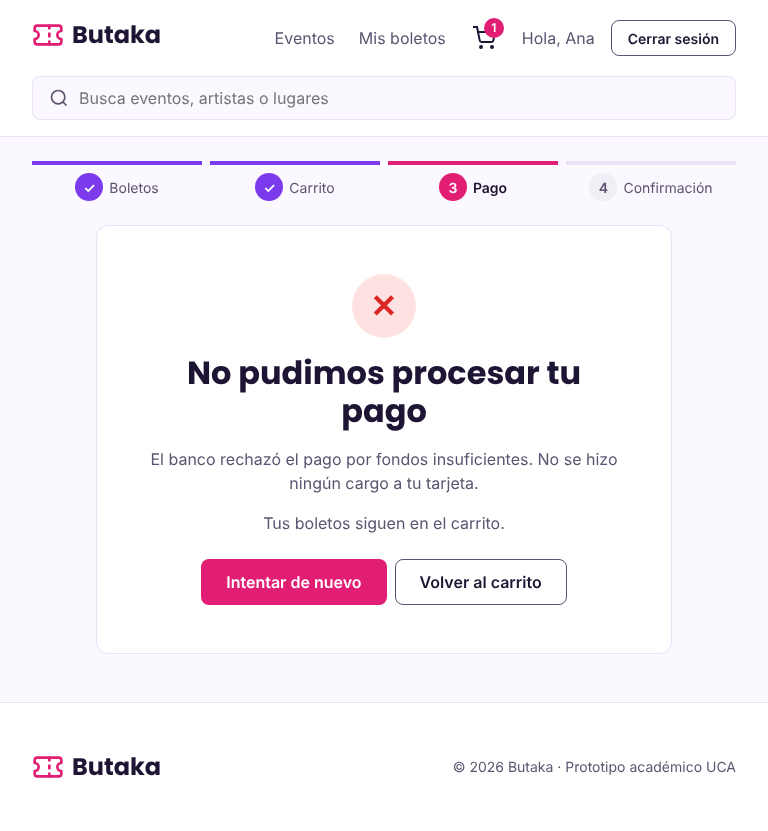 Butaka
Eventos
Mis boletos
1
Hola, Ana
Cerrar sesión
Busca eventos, artistas o lugares
Boletos
Carrito
3 Pago
4 Confirmación
No pudimos procesar tu
pago
El banco rechazó el pago por fondos insuficientes. No se hizo
ningún cargo a tu tarjeta.
Tus boletos siguen en el carrito.
Intentar de nuevo
Volver al carrito
Butaka
© 2026 Butaka · Prototipo académico UCA